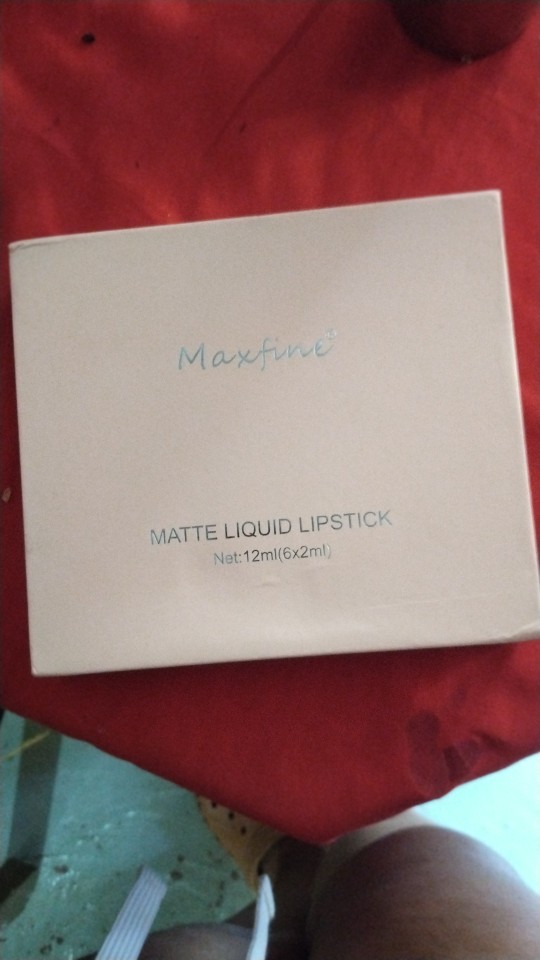 Maxfine®
MATTE LIQUID LIPSTICK
Net:12ml(6x2ml)